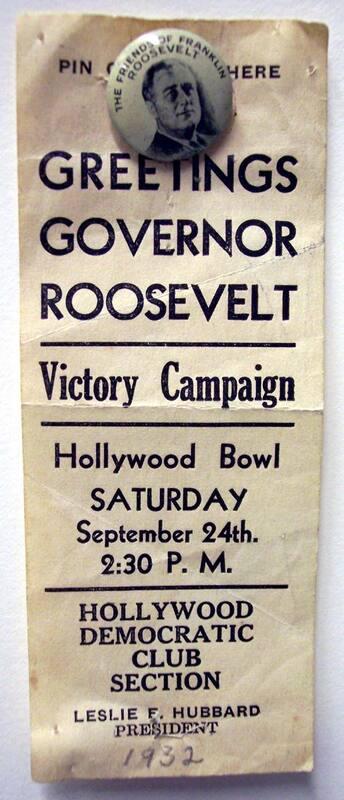 THE FRIENDS OF FRANKLIN
ROOSEVELT
PIN HERE
GREETINGS
GOVERNOR
ROOSEVELT
Victory Campaign
Hollywood Bowl
SATURDAY
September 24th.
2:30 P. M.
HOLLYWOOD
DEMOCRATIC
CLUB
SECTION
LESLIE F. HUBBARD
PRESIDENT
1932